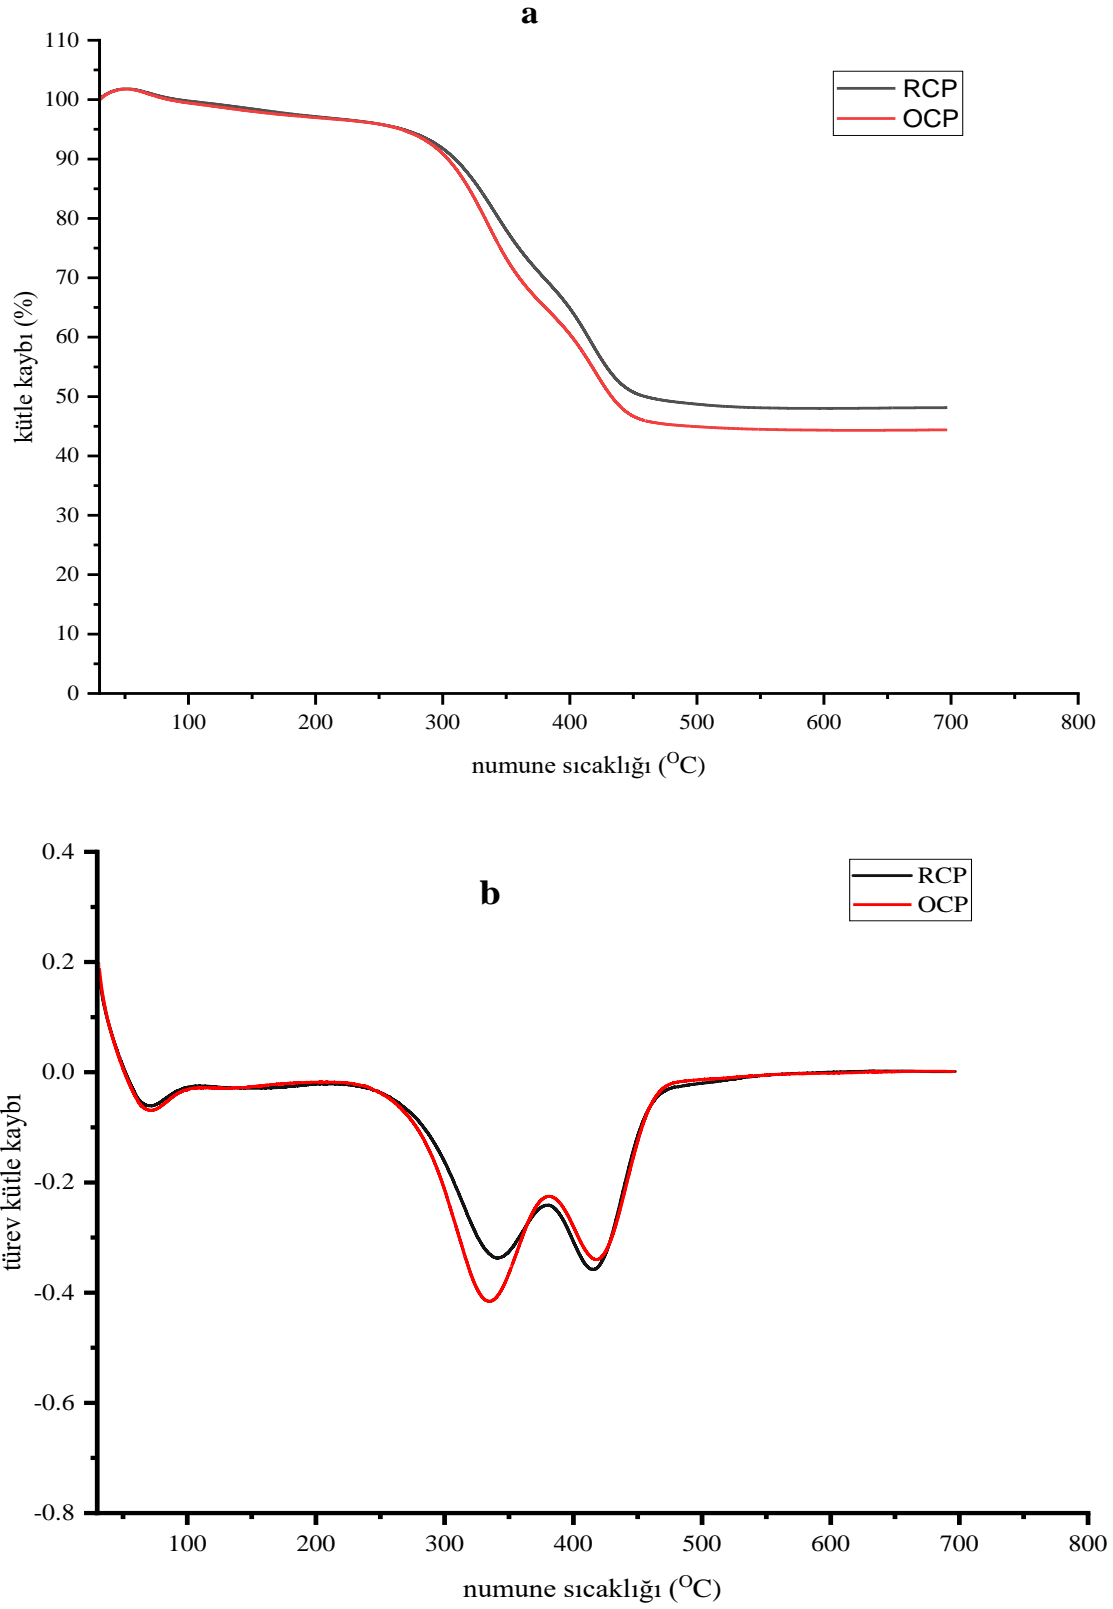 a
110
100
90
80
70
60
50
40
30
20
10
0
kütle kaybı (%)
RCP
OCP
100 200 300 400 500 600 700 800
numune sıcaklığı (OC)
b
0.4
0.2
0.0
-0.2
-0.4
-0.6
-0.8
türev kütle kaybı
RCP
OCP
100 200 300 400 500 600 700 800
numune sıcaklığı (OC)